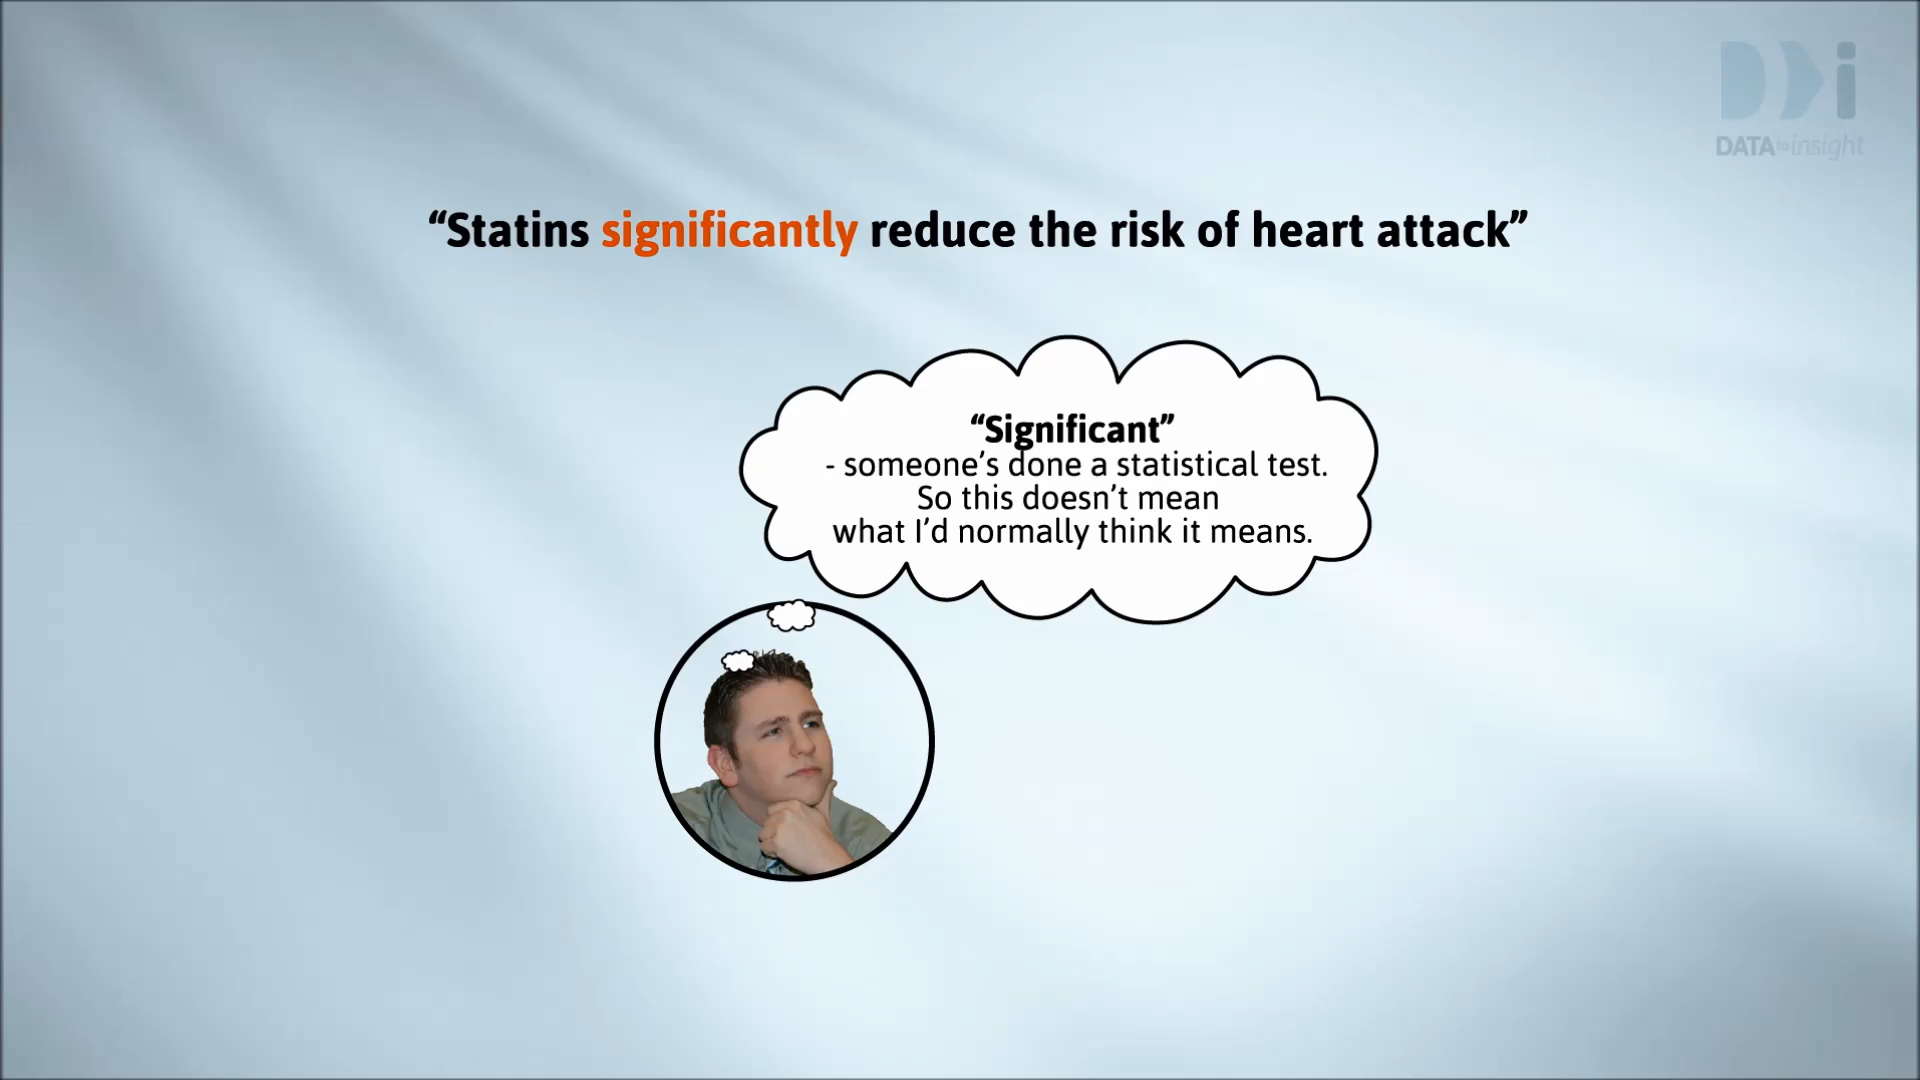 DATA to insight
“Statins significantly reduce the risk of heart attack”
“Significant”
- someone’s done a statistical test.
So this doesn’t mean
what I’d normally think it means.